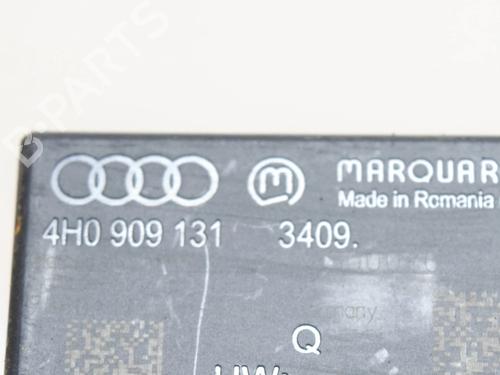 MARQUAR
Made in Romania
4H0 909 131 3409.
Q
B-PARTS